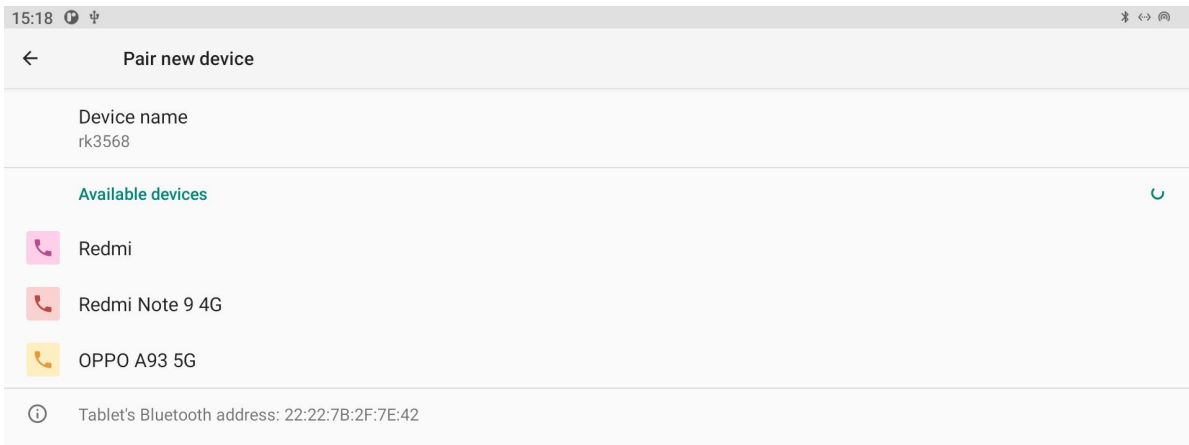 15:18
Pair new device
Device name
rk3568
Available devices
Redmi
Redmi Note 9 4G
OPPO A93 5G
Tablet's Bluetooth address: 22:22:7B:2F:7E:42